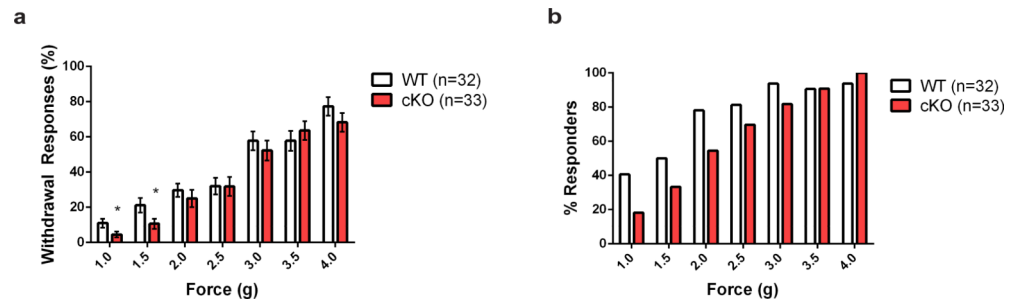 a
Withdrawal Responses (%)
100
80
60
40
20
0
* *
1.0 1.5 2.0 2.5 3.0 3.5 4.0
Force (g)
WT (n=32)
cKO (n=33)
b
% Responders
100
80
60
40
20
0
1.0 1.5 2.0 2.5 3.0 3.5 4.0
Force (g)
WT (n=32)
cKO (n=33)